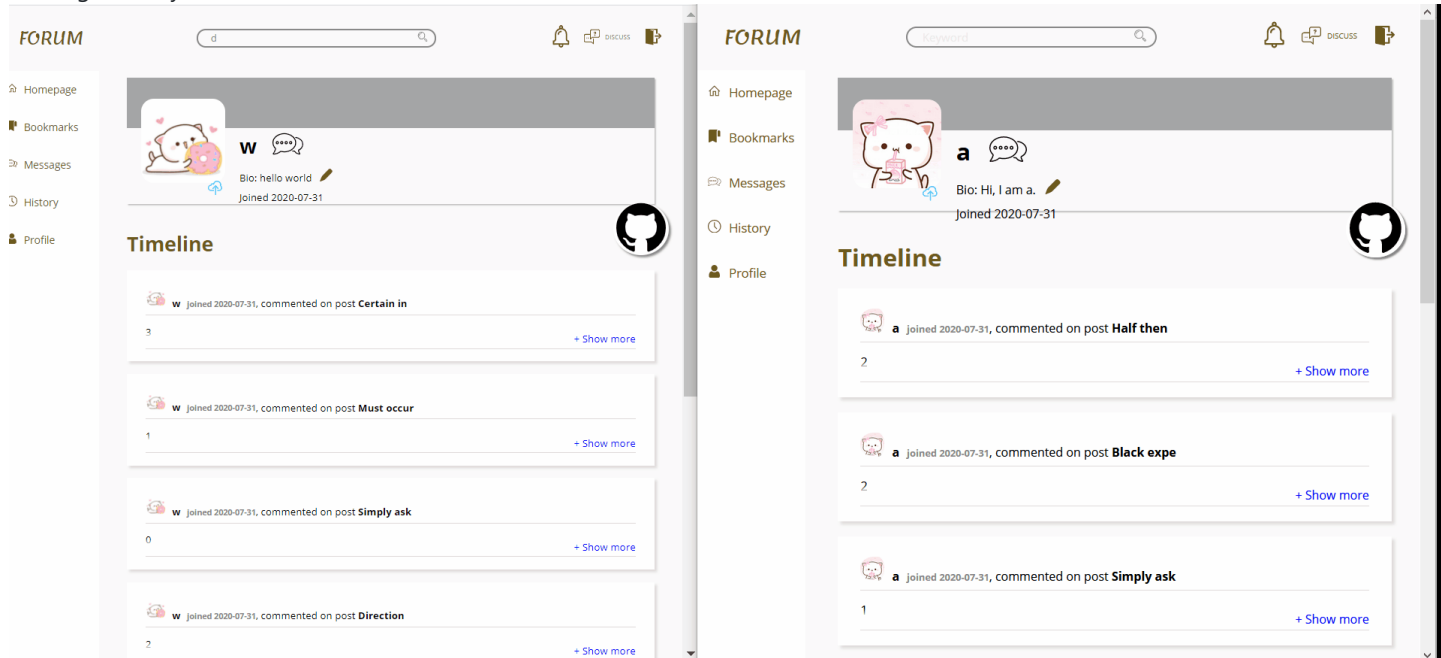 FORUM
d
DISCUSS
Homepage
Bookmarks
Messages
History
Profile
w
Bio: hello world
Joined 2020-07-31
Timeline
w joined 2020-07-31, commented on post Certain in
3
+ Show more
w joined 2020-07-31, commented on post Must occur
1
+ Show more
w joined 2020-07-31, commented on post Simply ask
0
+ Show more
w joined 2020-07-31, commented on post Direction
2
+ Show more
FORUM
Keyword
DISCUSS
Homepage
Bookmarks
Messages
History
Profile
a
Bio: Hi, I am a.
Joined 2020-07-31
Timeline
a joined 2020-07-31, commented on post Half then
2
+ Show more
a joined 2020-07-31, commented on post Black expe
2
+ Show more
a joined 2020-07-31, commented on post Simply ask
1
+ Show more